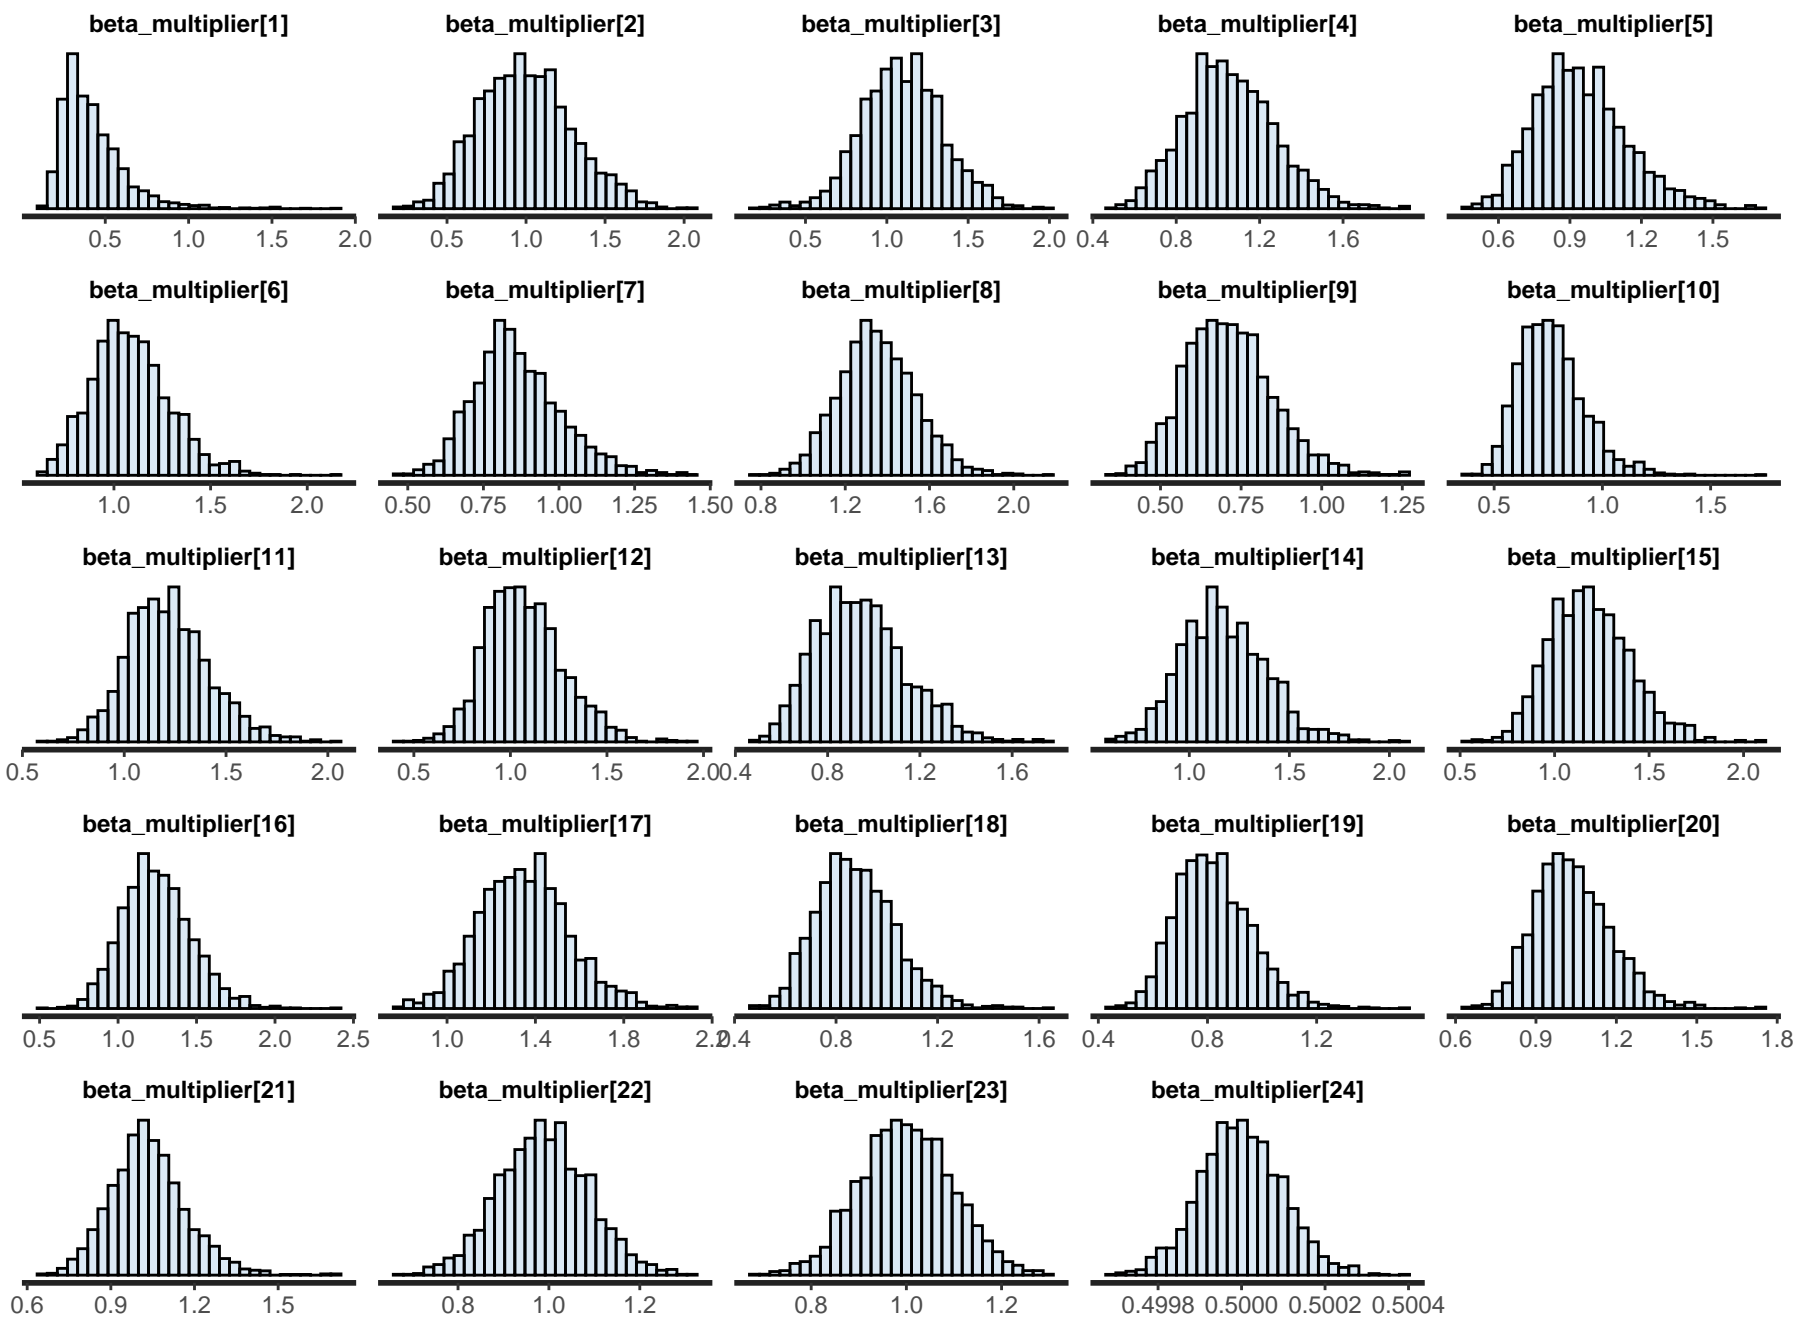 beta_multiplier[1] beta_multiplier[2] beta_multiplier[3] beta_multiplier[4] beta_multiplier[5]
0.5 1.0 1.5 2.0 0.5 1.0 1.5 2.0 0.5 1.0 1.5 2.0 0.4 0.8 1.2 1.6 0.6 0.9 1.2 1.5
beta_multiplier[6] beta_multiplier[7] beta_multiplier[8] beta_multiplier[9] beta_multiplier[10]
1.0 1.5 2.0 0.50 0.75 1.00 1.25 1.50 0.8 1.2 1.6 2.0 0.50 0.75 1.00 1.25 0.5 1.0 1.5
beta_multiplier[11] beta_multiplier[12] beta_multiplier[13] beta_multiplier[14] beta_multiplier[15]
0.5 1.0 1.5 2.0 0.5 1.0 1.5 2.0 0.4 0.8 1.2 1.6 1.0 1.5 2.0 0.5 1.0 1.5 2.0
beta_multiplier[16] beta_multiplier[17] beta_multiplier[18] beta_multiplier[19] beta_multiplier[20]
0.5 1.0 1.5 2.0 2.5 1.0 1.4 1.8 2.2 0.4 0.8 1.2 1.6 0.4 0.8 1.2 0.6 0.9 1.2 1.5 1.8
beta_multiplier[21] beta_multiplier[22] beta_multiplier[23] beta_multiplier[24]
0.6 0.9 1.2 1.5 0.8 1.0 1.2 0.8 1.0 1.2 0.4998 0.5000 0.5002 0.5004